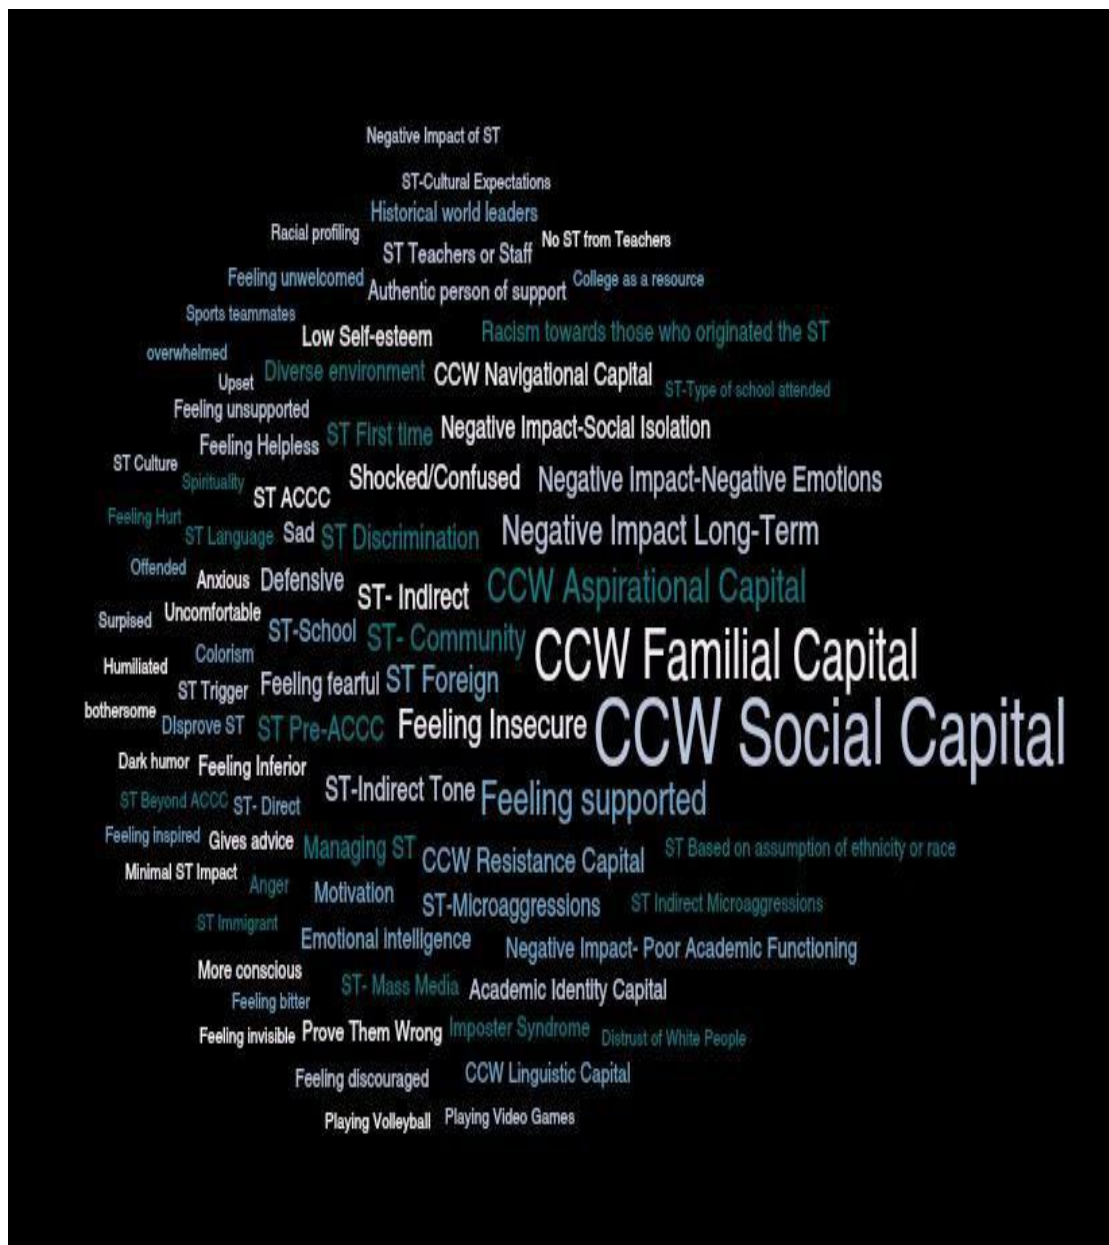 Negative Impact of ST
ST-Cultural Expectations
Historical world leaders
Racial profiling
No ST from Teachers
ST Teachers or Staff
Feeling unwelcomed
College as a resource
Authentic person of support
Sports teammates
Low Self-esteem
Racism towards those who originated the ST
overwhelmed
Upset
Diverse environment
CCW Navigational Capital
ST-Type of school attended
Feeling unsupported
Feeling Helpless
ST First time
Negative Impact-Social Isolation
ST Culture
Spirituality
ST ACCC
Shocked/Confused
Negative Impact-Negative Emotions
Feeling Hurt
ST Language
Sad
ST Discrimination
Negative Impact Long-Term
Offended
Anxious
Defensive
ST- Indirect
CCW Aspirational Capital
Surpised
Uncomfortable
ST-School
ST- Community
CCW Familial Capital
Humiliated
Colorism
ST Trigger
Feeling fearful
ST Foreign
bothersome
Disprove ST
ST Pre-ACCC
Feeling Insecure
CCW Social Capital
Dark humor
Feeling Inferior
ST Beyond ACCC
ST- Direct
ST-Indirect Tone
Feeling supported
Feeling inspired
Gives advice
Managing ST
CCW Resistance Capital
ST Based on assumption of ethnicity or race
Minimal ST Impact
Anger
Motivation
ST-Microaggressions
ST Indirect Microaggressions
ST Immigrant
Emotional intelligence
Negative Impact- Poor Academic Functioning
More conscious
Feeling bitter
ST- Mass Media
Academic Identity Capital
Feeling invisible
Prove Them Wrong
Imposter Syndrome
Distrust of White People
Feeling discouraged
CCW Linguistic Capital
Playing Volleyball
Playing Video Games